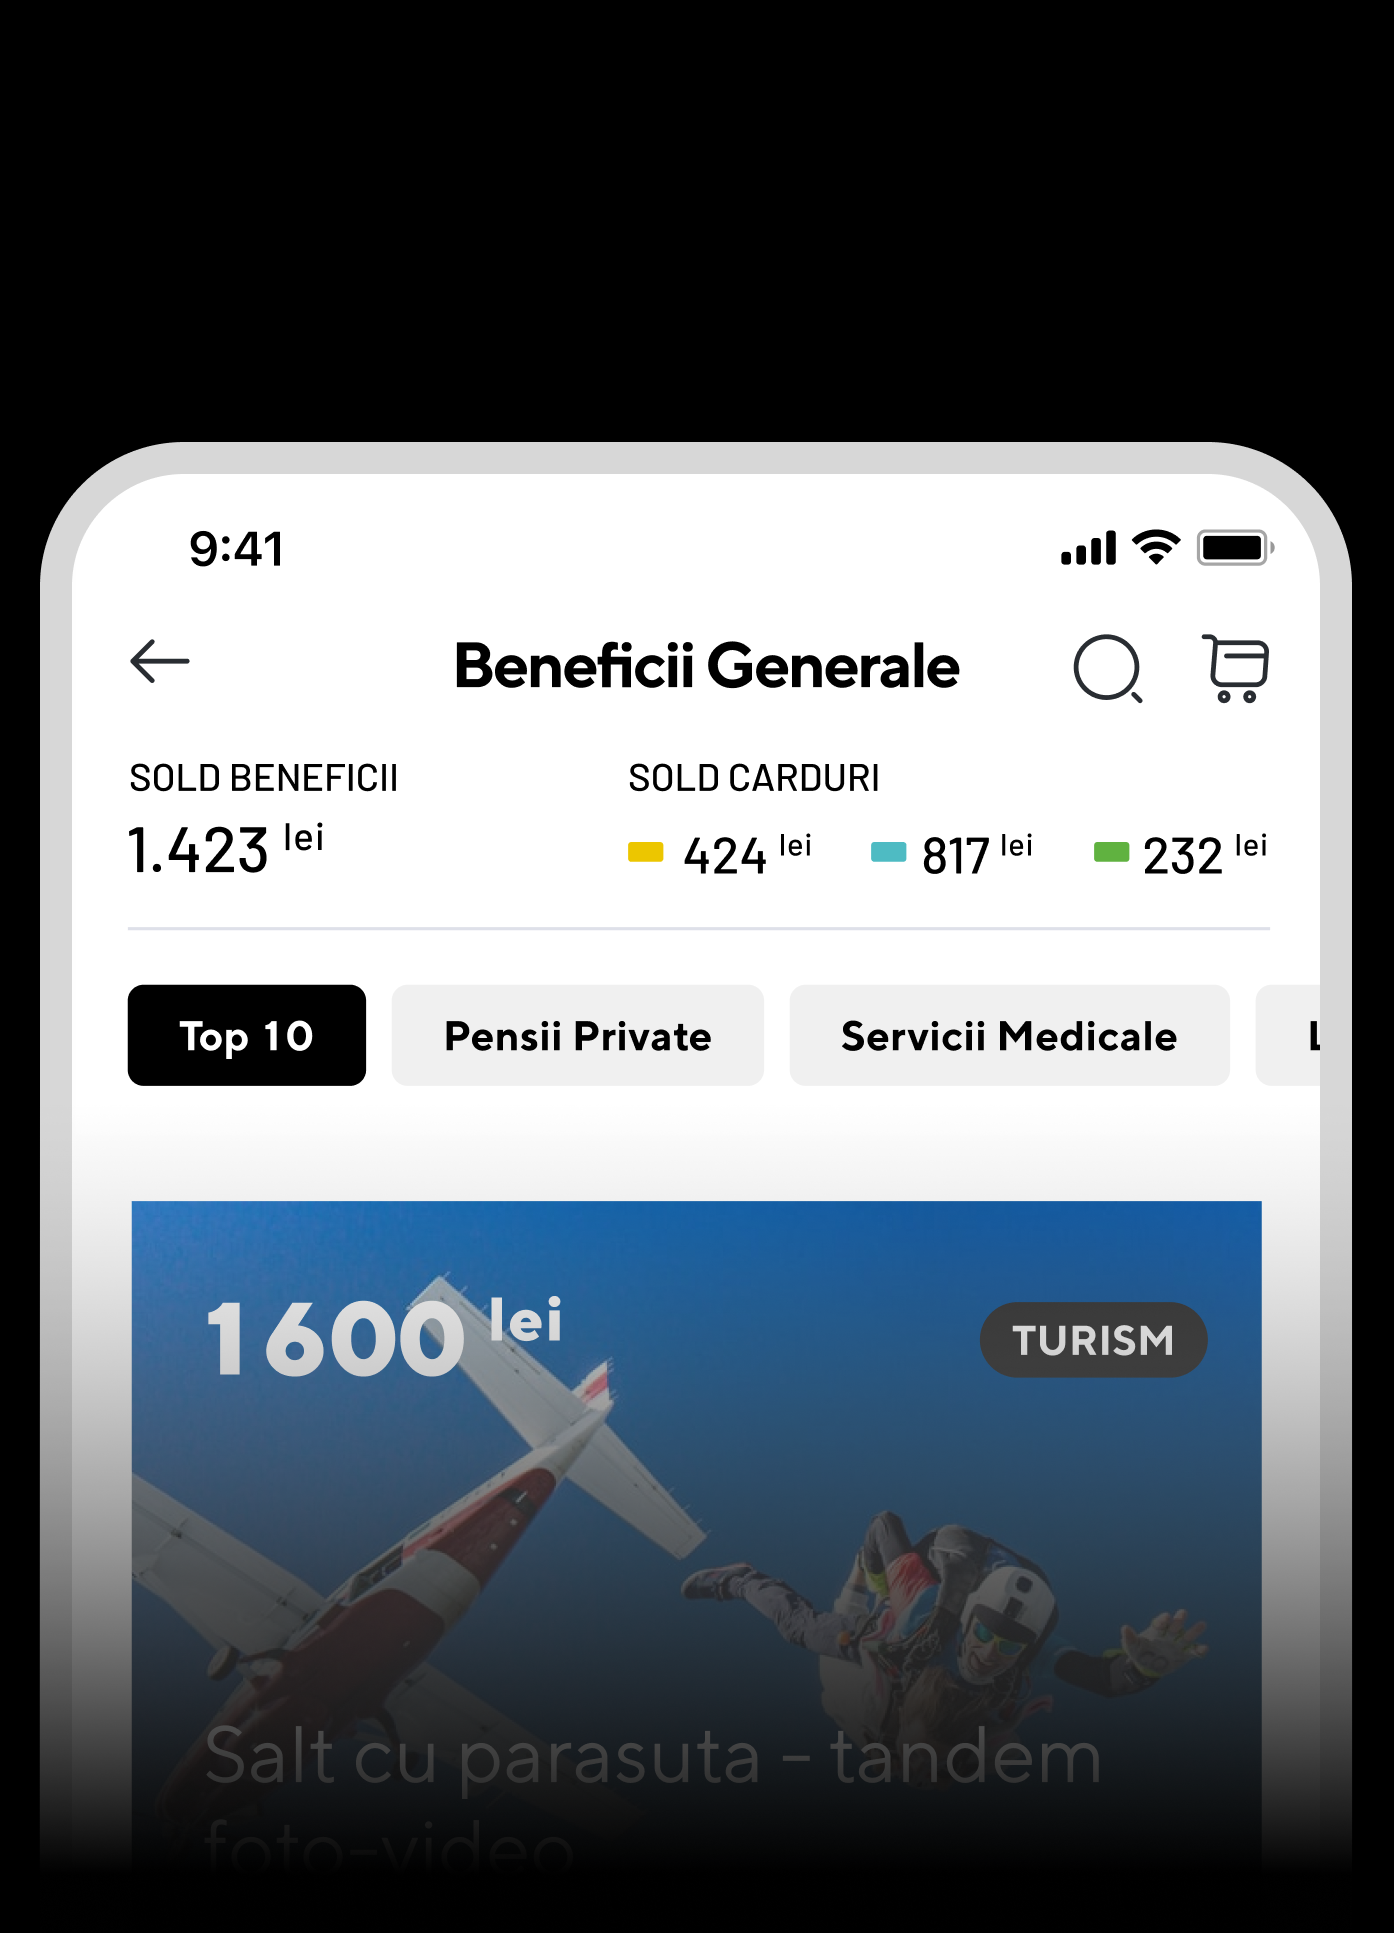 9:41
Beneficii Generale
SOLD BENEFICII
SOLD CARDURI
1.423 lei
424 lei 817 lei 232 lei
Top 10 Pensii Private Servicii Medicale L
1600 lei
TURISM
Salt cu parasuta - tandem
foto-video